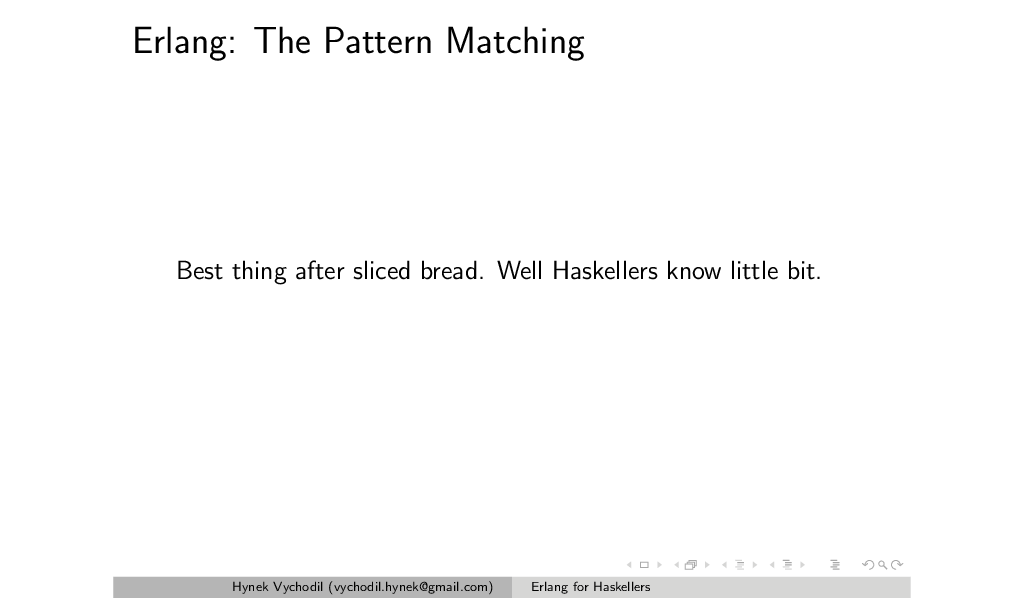 Erlang: The Pattern Matching
Best thing after sliced bread. Well Haskellers know little bit.
Hynek Vychodil (vychodil.hynek@gmail.com)
Erlang for Haskellers